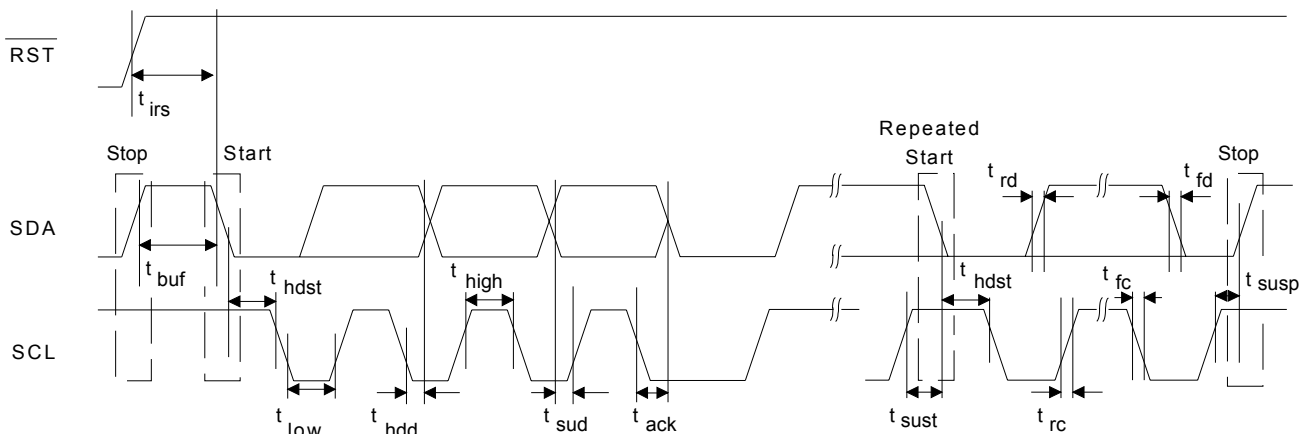 RST
t irs
Repeated
Stop
Start
Start
Stop
t rd
t fd
SDA
t buf
t hdst
t high
t hdst
t fc
t susp
SCL
t low
t hdd
t sud
t ack
t sust
t rc